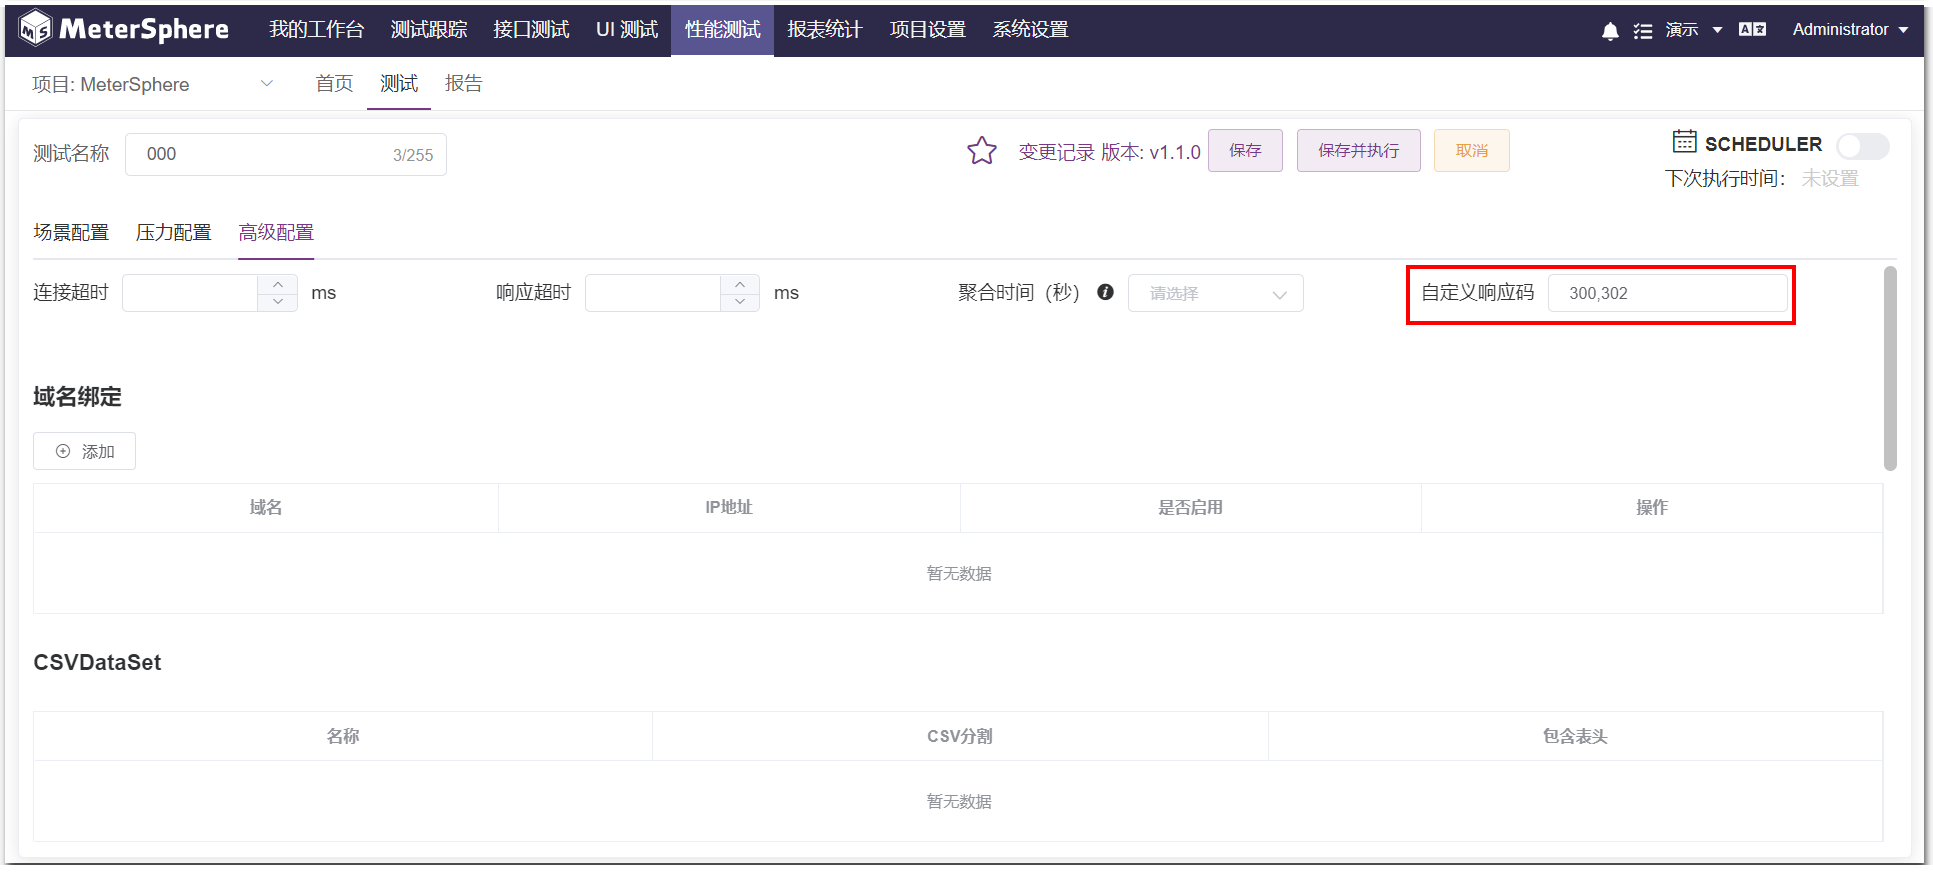 MeterSphere 我的工作台 测试跟踪 接口测试 UI 测试 性能测试 报表统计 项目设置 系统设置 演示 Administrator
项目: MeterSphere 首页 测试 报告
测试名称 000 3/255 变更记录 版本: v1.1.0 保存 保存并执行 取消 SCHEDULER
下次执行时间： 未设置
场景配置 压力配置 高级配置
连接超时 ms 响应超时 ms 聚合时间（秒） 请选择 自定义响应码 300,302
域名绑定
添加
域名 IP地址 是否启用 操作
暂无数据
CSVDataSet
名称 CSV分割 包含表头
暂无数据